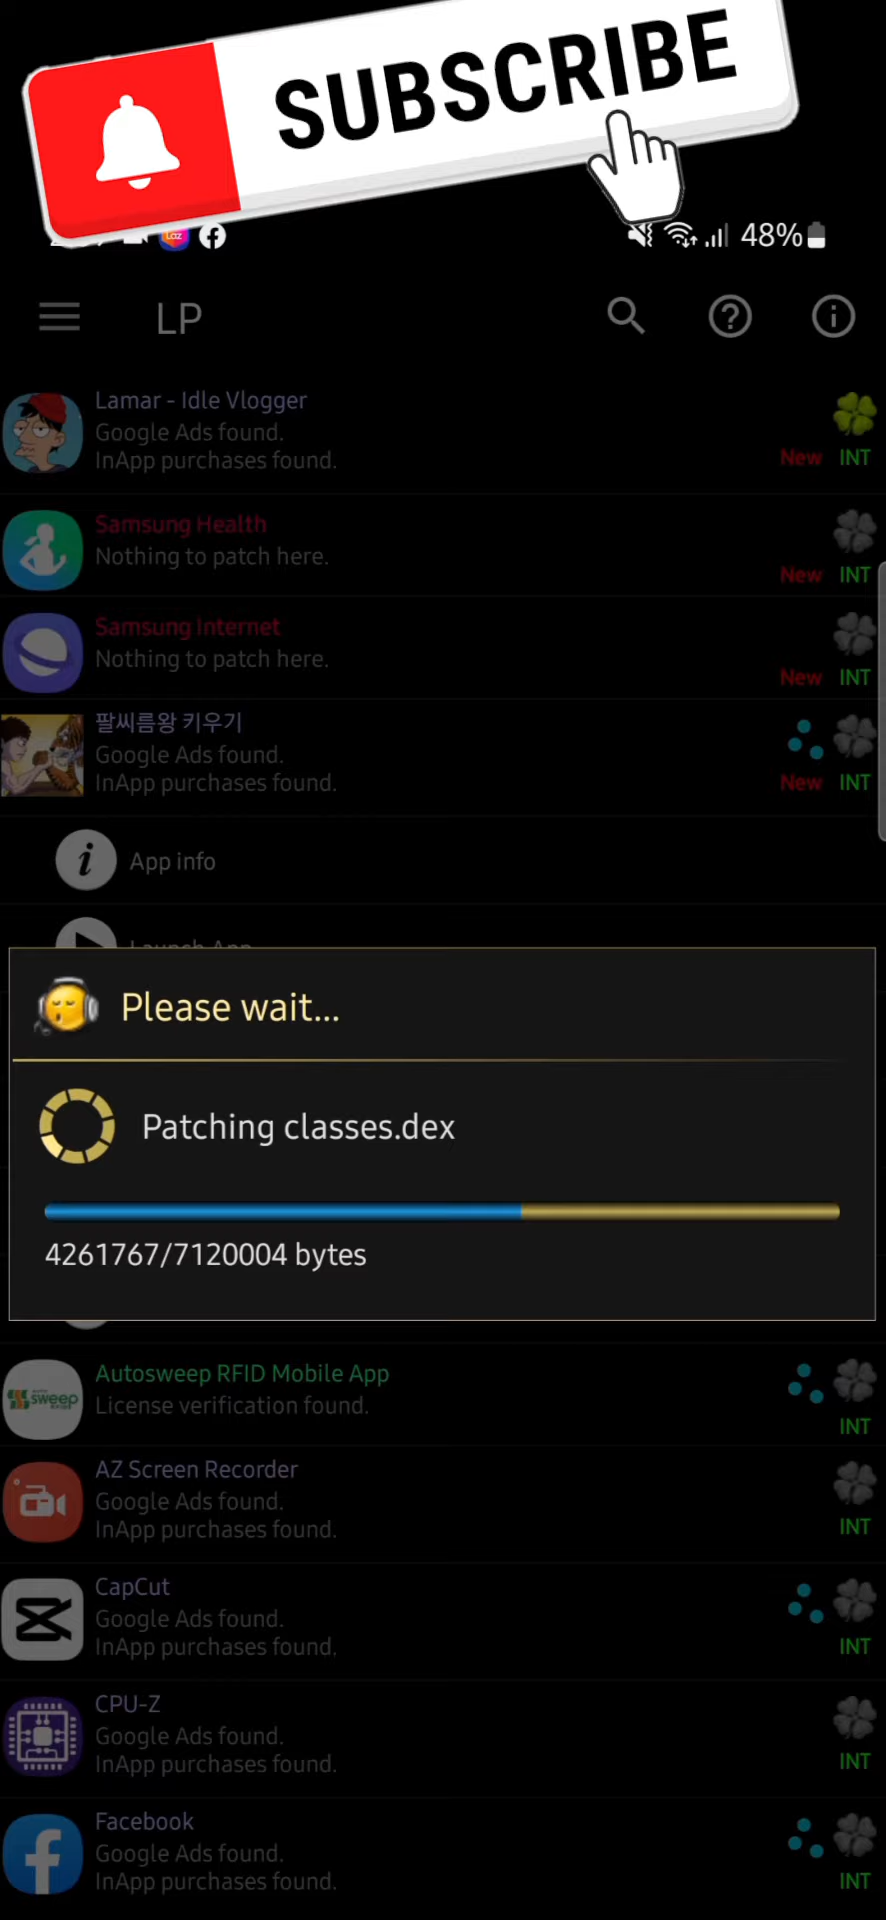 SUBSCRIBE
48%
LP
Lamar - Idle Vlogger
Google Ads found.
InApp purchases found.
New INT
Samsung Health
Nothing to patch here.
New INT
Samsung Internet
Nothing to patch here.
New INT
팔씨름왕 키우기
Google Ads found.
InApp purchases found.
New INT
App info
Launch App
Please wait...
Patching classes.dex
4261767/7120004 bytes
Autosweep RFID Mobile App
sweep
License verification found.
INT
AZ Screen Recorder
Google Ads found.
InApp purchases found.
INT
CapCut
Google Ads found.
InApp purchases found.
INT
CPU-Z
Google Ads found.
InApp purchases found.
INT
Facebook
Google Ads found.
InApp purchases found.
INT